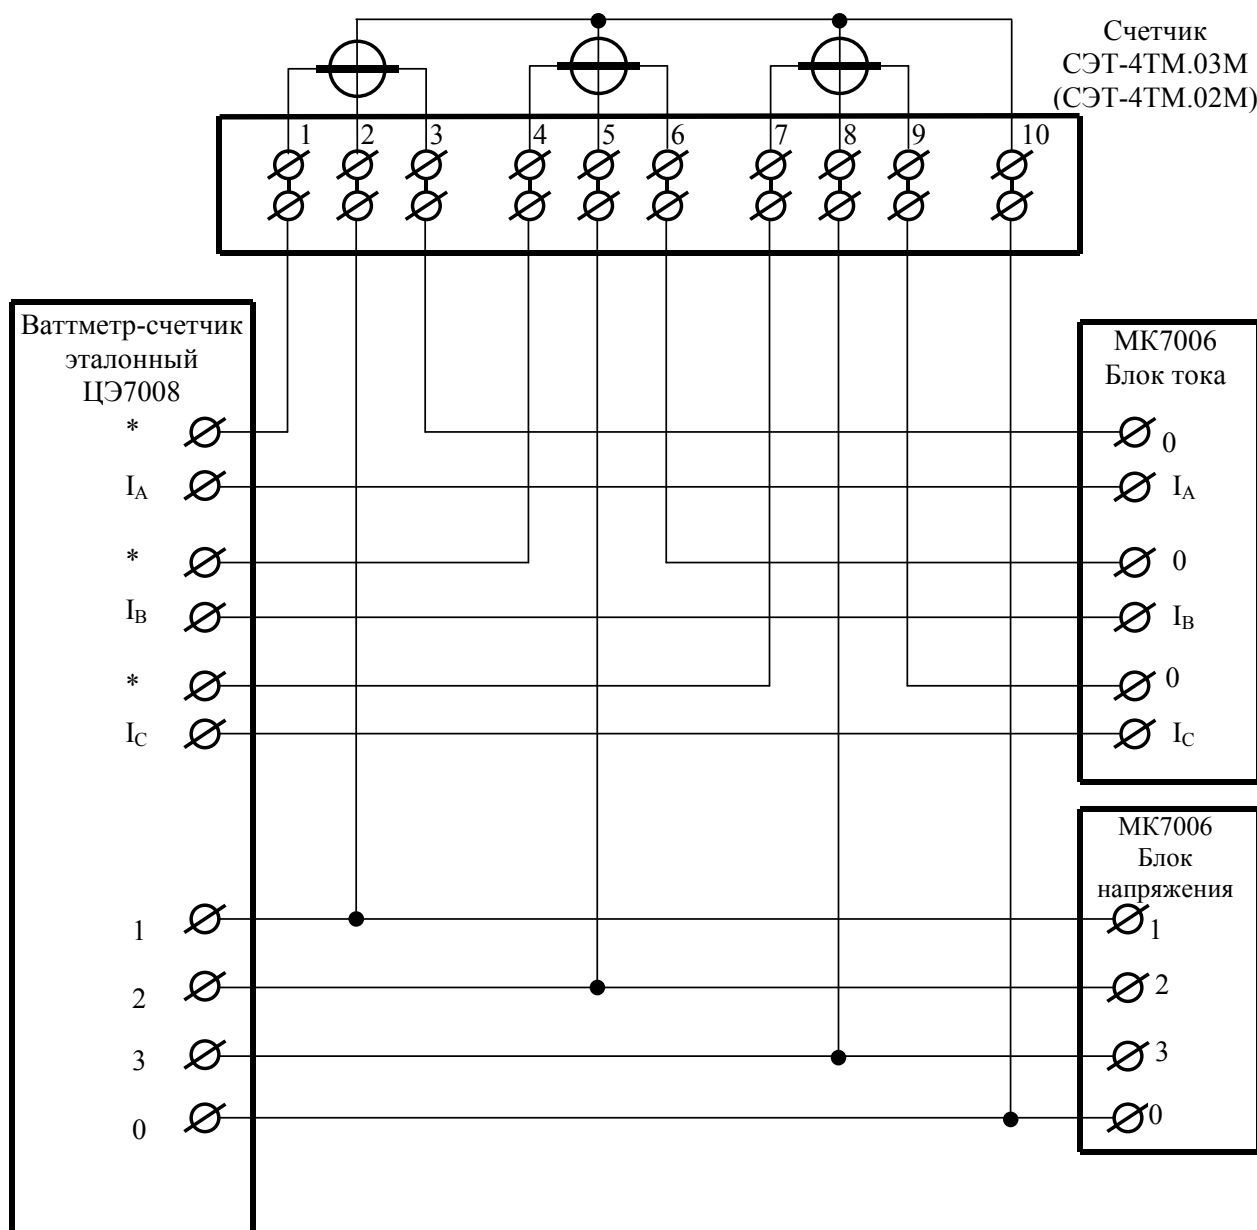 Счетчик
СЭТ-4ТМ.03М
(СЭТ-4ТМ.02М)
1 2 3 4 5 6 7 8 9 10
Ваттметр-счетчик
эталонный
ЦЭ7008
*
IA
*
IB
*
IC
1
2
3
0
МК7006
Блок тока
0
IA
0
IB
0
IC
МК7006
Блок
напряжения
1
2
3
0